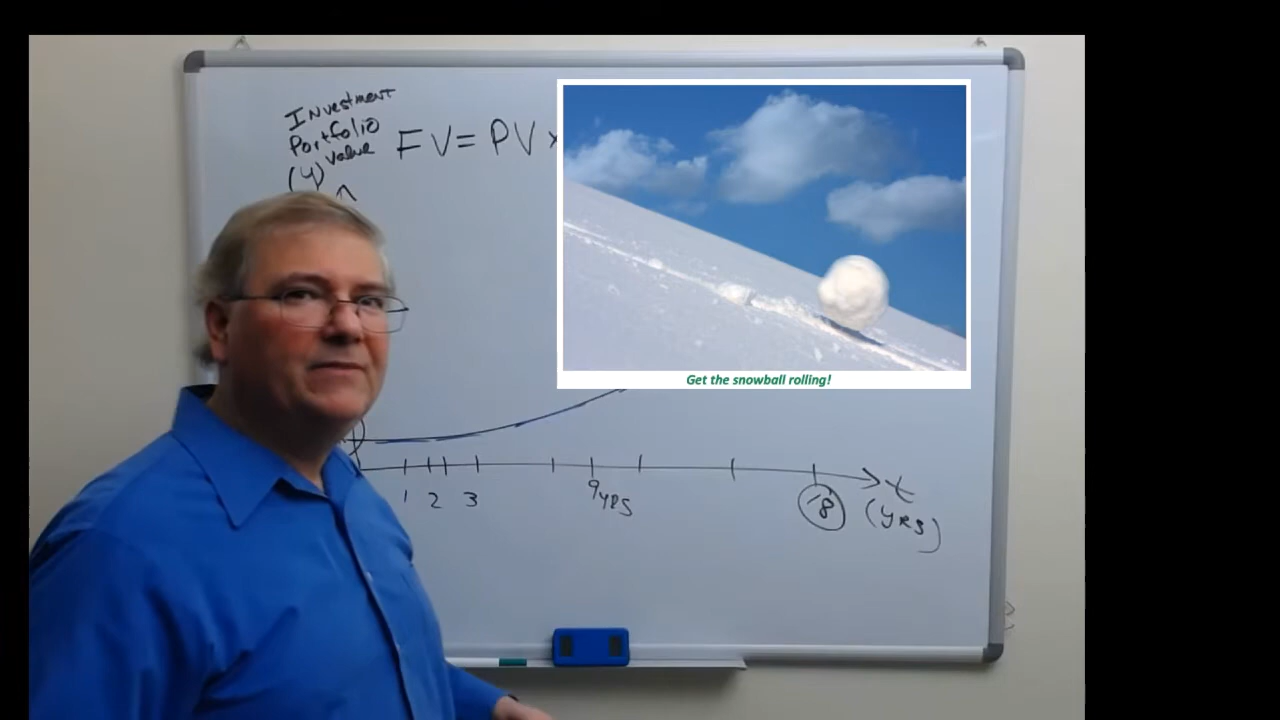 Investment
Portfolio
Value
(y)
FV= PV x
Get the snowball rolling!
1 2 3 9yrs 18 t
(yrs)